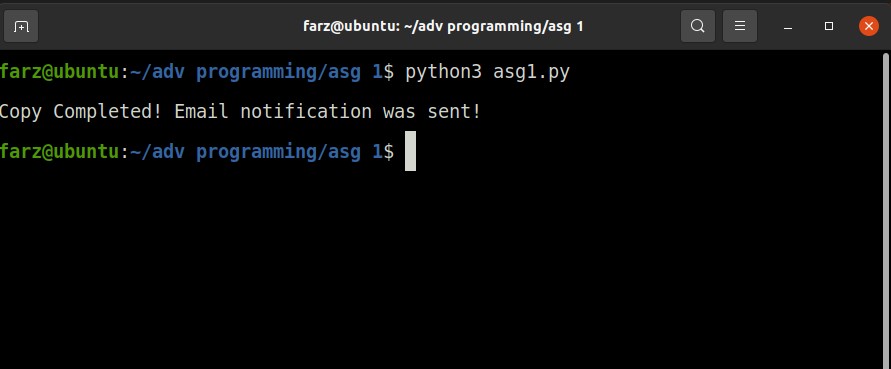 farz@ubuntu: ~/adv programming/asg 1
farz@ubuntu:~/adv programming/asg 1$ python3 asg1.py
Copy Completed! Email notification was sent!
farz@ubuntu:~/adv programming/asg 1$